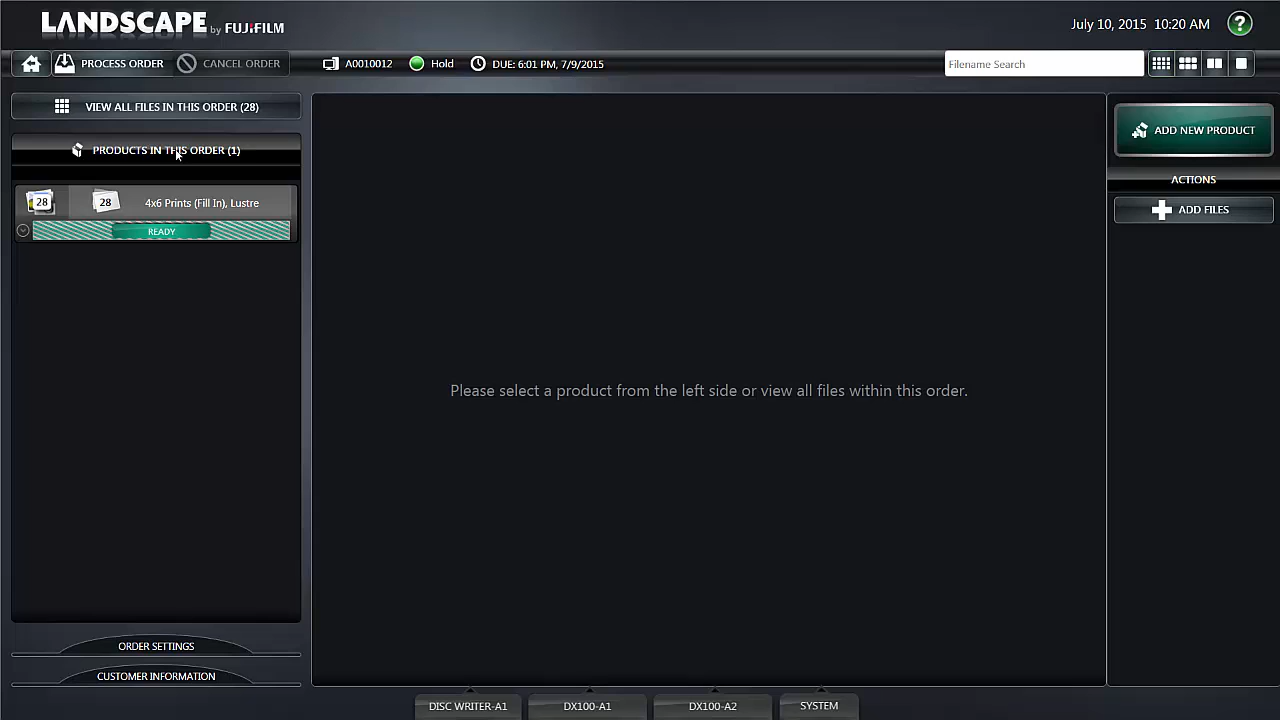 LANDSCAPE by FUJIFILM
July 10, 2015 10:20 AM
?
PROCESS ORDER
CANCEL ORDER
A0010012
Hold
DUE: 6:01 PM, 7/9/2015
Filename Search
VIEW ALL FILES IN THIS ORDER (28)
PRODUCTS IN THIS ORDER (1)
28
28
4x6 Prints (Fill In), Lustre
READY
Please select a product from the left side or view all files within this order.
ADD NEW PRODUCT
ACTIONS
ADD FILES
ORDER SETTINGS
CUSTOMER INFORMATION
DISC WRITER-A1
DX100-A1
DX100-A2
SYSTEM